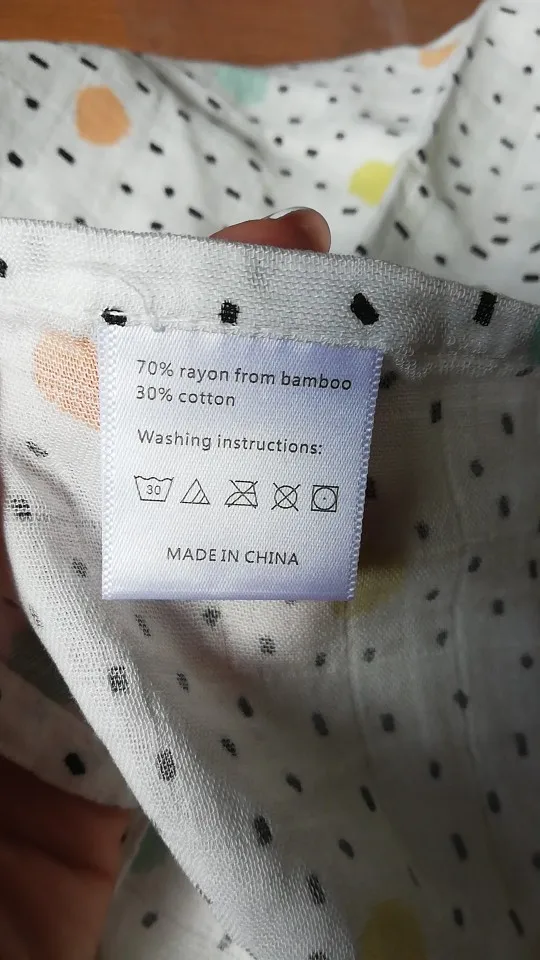 70% rayon from bamboo
30% cotton
Washing instructions:
30
MADE IN CHINA